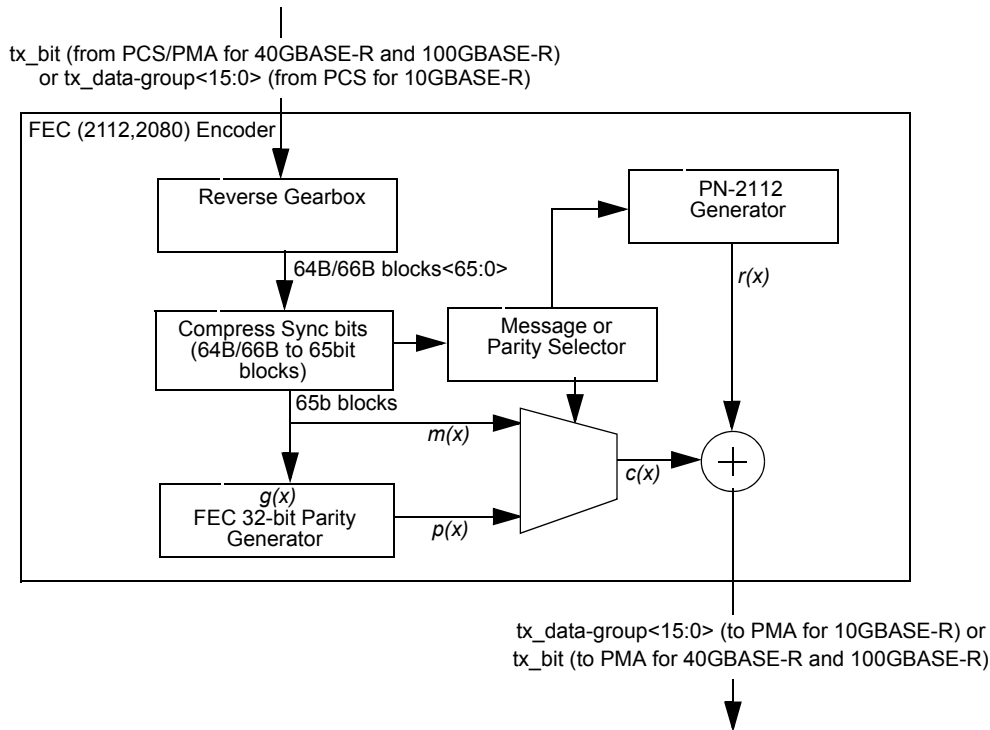 tx_bit (from PCS/PMA for 40GBASE-R and 100GBASE-R)
or tx_data-group<15:0> (from PCS for 10GBASE-R)
FEC (2112,2080) Encoder
Reverse Gearbox
PN-2112
Generator
64B/66B blocks<65:0>
r(x)
Compress Sync bits
(64B/66B to 65bit
blocks)
Message or
Parity Selector
65b blocks
m(x)
c(x)
+
g(x)
FEC 32-bit Parity
Generator
p(x)
tx_data-group<15:0> (to PMA for 10GBASE-R) or
tx_bit (to PMA for 40GBASE-R and 100GBASE-R)